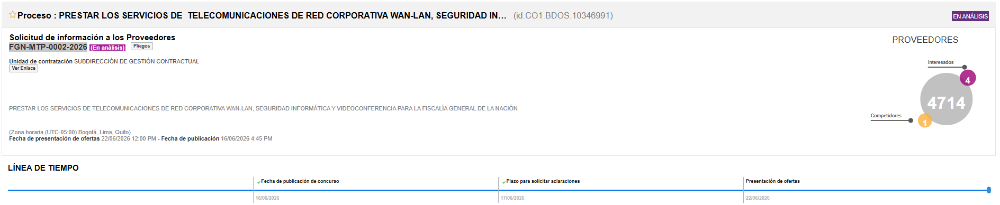 Proceso : PRESTAR LOS SERVICIOS DE  TELECOMUNICACIONES DE RED CORPORATIVA WAN-LAN, SEGURIDAD IN... (id.CO1.BDOS.10346991)
EN ANÁLISIS
Solicitud de información a los Proveedores
FGN-MTP-0002-2026 (En análisis) Pliegos
Unidad de contratación SUBDIRECCIÓN DE GESTIÓN CONTRACTUAL
Ver Enlace
PRESTAR LOS SERVICIOS DE TELECOMUNICACIONES DE RED CORPORATIVA WAN-LAN, SEGURIDAD INFORMÁTICA Y VIDEOCONFERENCIA PARA LA FISCALÍA GENERAL DE LA NACIÓN
(Zona horaria (UTC-05:00) Bogotá, Lima, Quito)
Fecha de presentación de ofertas 22/06/2026 12:00 PM - Fecha de publicación 16/06/2026 4:45 PM
PROVEEDORES
Interesados
4
4714
Competidores
1
LÍNEA DE TIEMPO
Fecha de publicación de concurso
16/06/2026
Plazo para solicitar aclaraciones
17/06/2026
Presentación de ofertas
22/06/2026